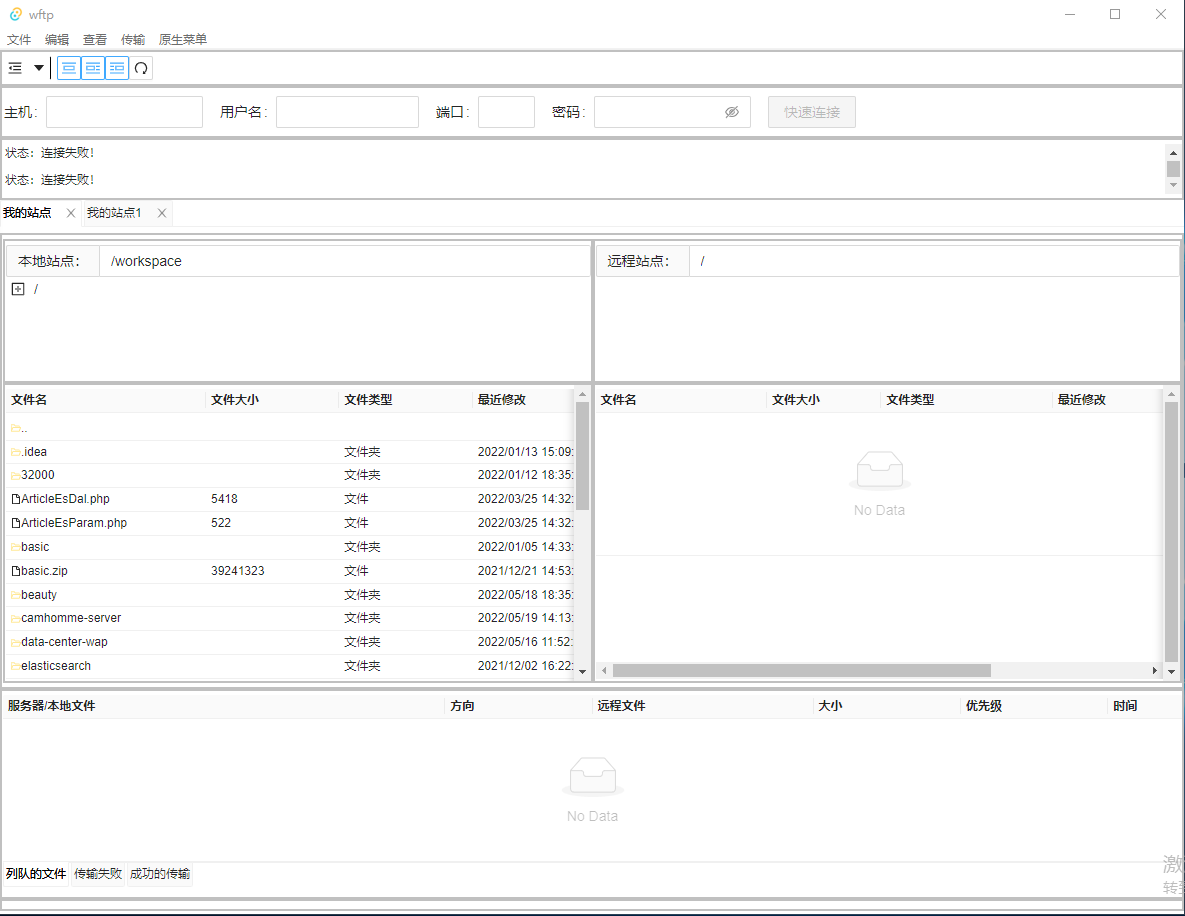 wftp
文件 编辑 查看 传输 原生菜单
主机: 用户名: 端口: 密码: 快速连接
状态: 连接失败!
状态: 连接失败!
我的站点 我的站点1
本地站点: /workspace 远程站点: /
/
文件名 文件大小 文件类型 最近修改 文件名 文件大小 文件类型 最近修改
..
.idea 文件夹 2022/01/13 15:09:
32000 文件夹 2022/01/12 18:35:
ArticleEsDal.php 5418 文件 2022/03/25 14:32:
ArticleEsParam.php 522 文件 2022/03/25 14:32:
No Data
basic 文件夹 2022/01/05 14:33:
basic.zip 39241323 文件 2021/12/21 14:53:
beauty 文件夹 2022/05/18 18:35:
camhomme-server 文件夹 2022/05/19 14:13:
data-center-wap 文件夹 2022/05/16 11:52:
elasticsearch 文件夹 2021/12/02 16:22:
服务器/本地文件 方向 远程文件 大小 优先级 时间
No Data
列队的文件 传输失败 成功的传输
激
转到